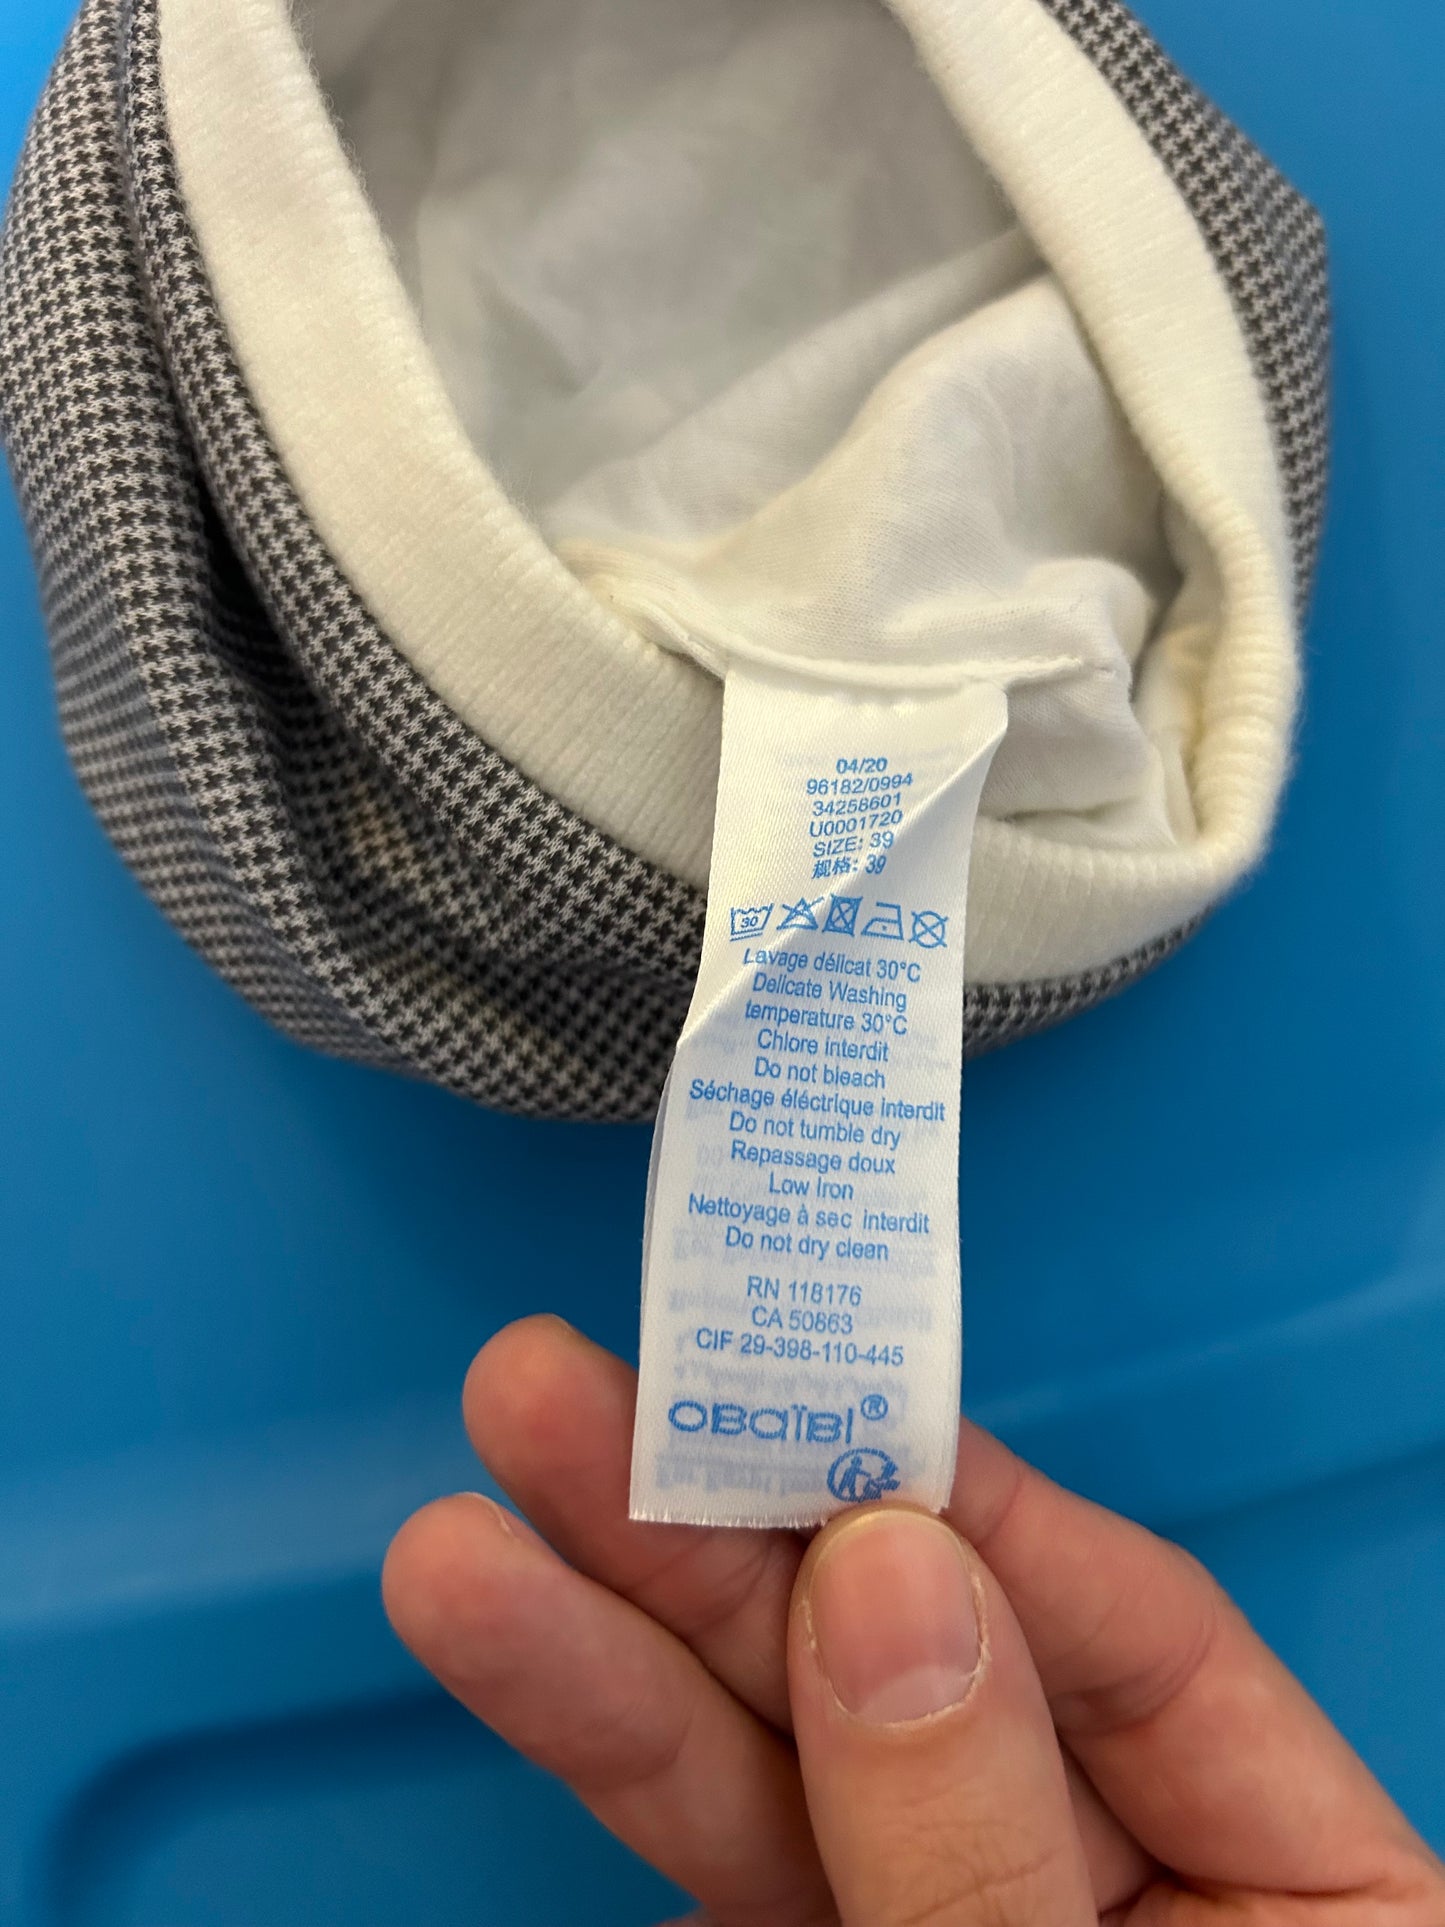 04/20
96182/0994
34258601
U0001720
SIZE: 39
规格: 39
30
Lavage délicat 30°C
Delicate Washing
temperature 30°C
Chlore interdit
Do not bleach
Séchage éléctrique interdit
Do not tumble dry
Repassage doux
Low Iron
Nettoyage à sec interdit
Do not dry clean
RN 118176
CA 50863
CIF 29-398-110-445
OBaïBI®